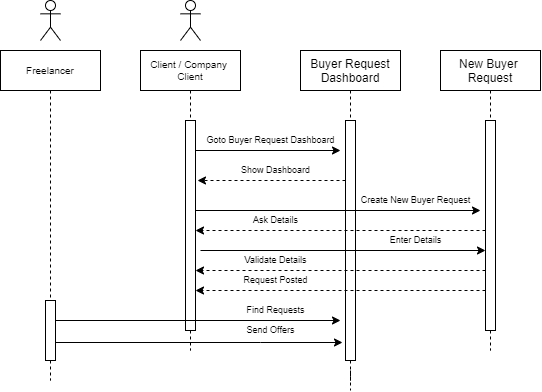 Freelancer
Client / Company
Client
Buyer Request
Dashboard
New Buyer
Request
Goto Buyer Request Dashboard
Show Dashboard
Create New Buyer Request
Ask Details
Enter Details
Validate Details
Request Posted
Find Requests
Send Offers